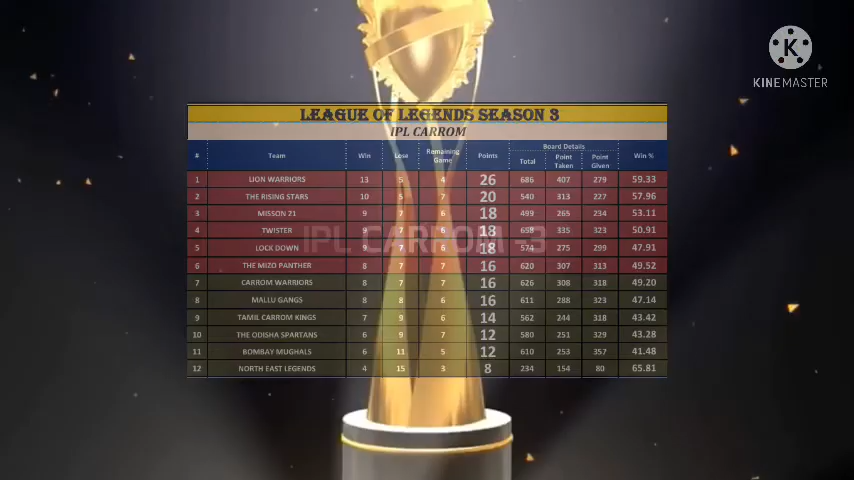 KINEMASTER
LEAGUE OF LEGENDS SEASON 3
IPL CARROM
# Team Win Lose Remaining Game Points Board Details Total Point Taken Point Given Win %
1 LION WARRIORS 13 5 4 26 686 407 279 59.33
2 THE RISING STARS 10 5 7 20 540 313 227 57.96
3 MISSON 21 9 7 6 18 499 265 234 53.11
4 TWISTER 9 7 6 18 658 335 323 50.91
IPL CARROM -3
5 LOCK DOWN 9 7 6 18 574 275 299 47.91
6 THE MIZO PANTHER 8 7 7 16 620 307 313 49.52
7 CARROM WARRIORS 8 7 7 16 626 308 318 49.20
8 MALLU GANGS 8 8 6 16 611 288 323 47.14
9 TAMIL CARROM KINGS 7 9 6 14 562 244 318 43.42
10 THE ODISHA SPARTANS 6 9 7 12 580 251 329 43.28
11 BOMBAY MUGHALS 6 11 5 12 610 253 357 41.48
12 NORTH EAST LEGENDS 4 15 3 8 234 154 80 65.81